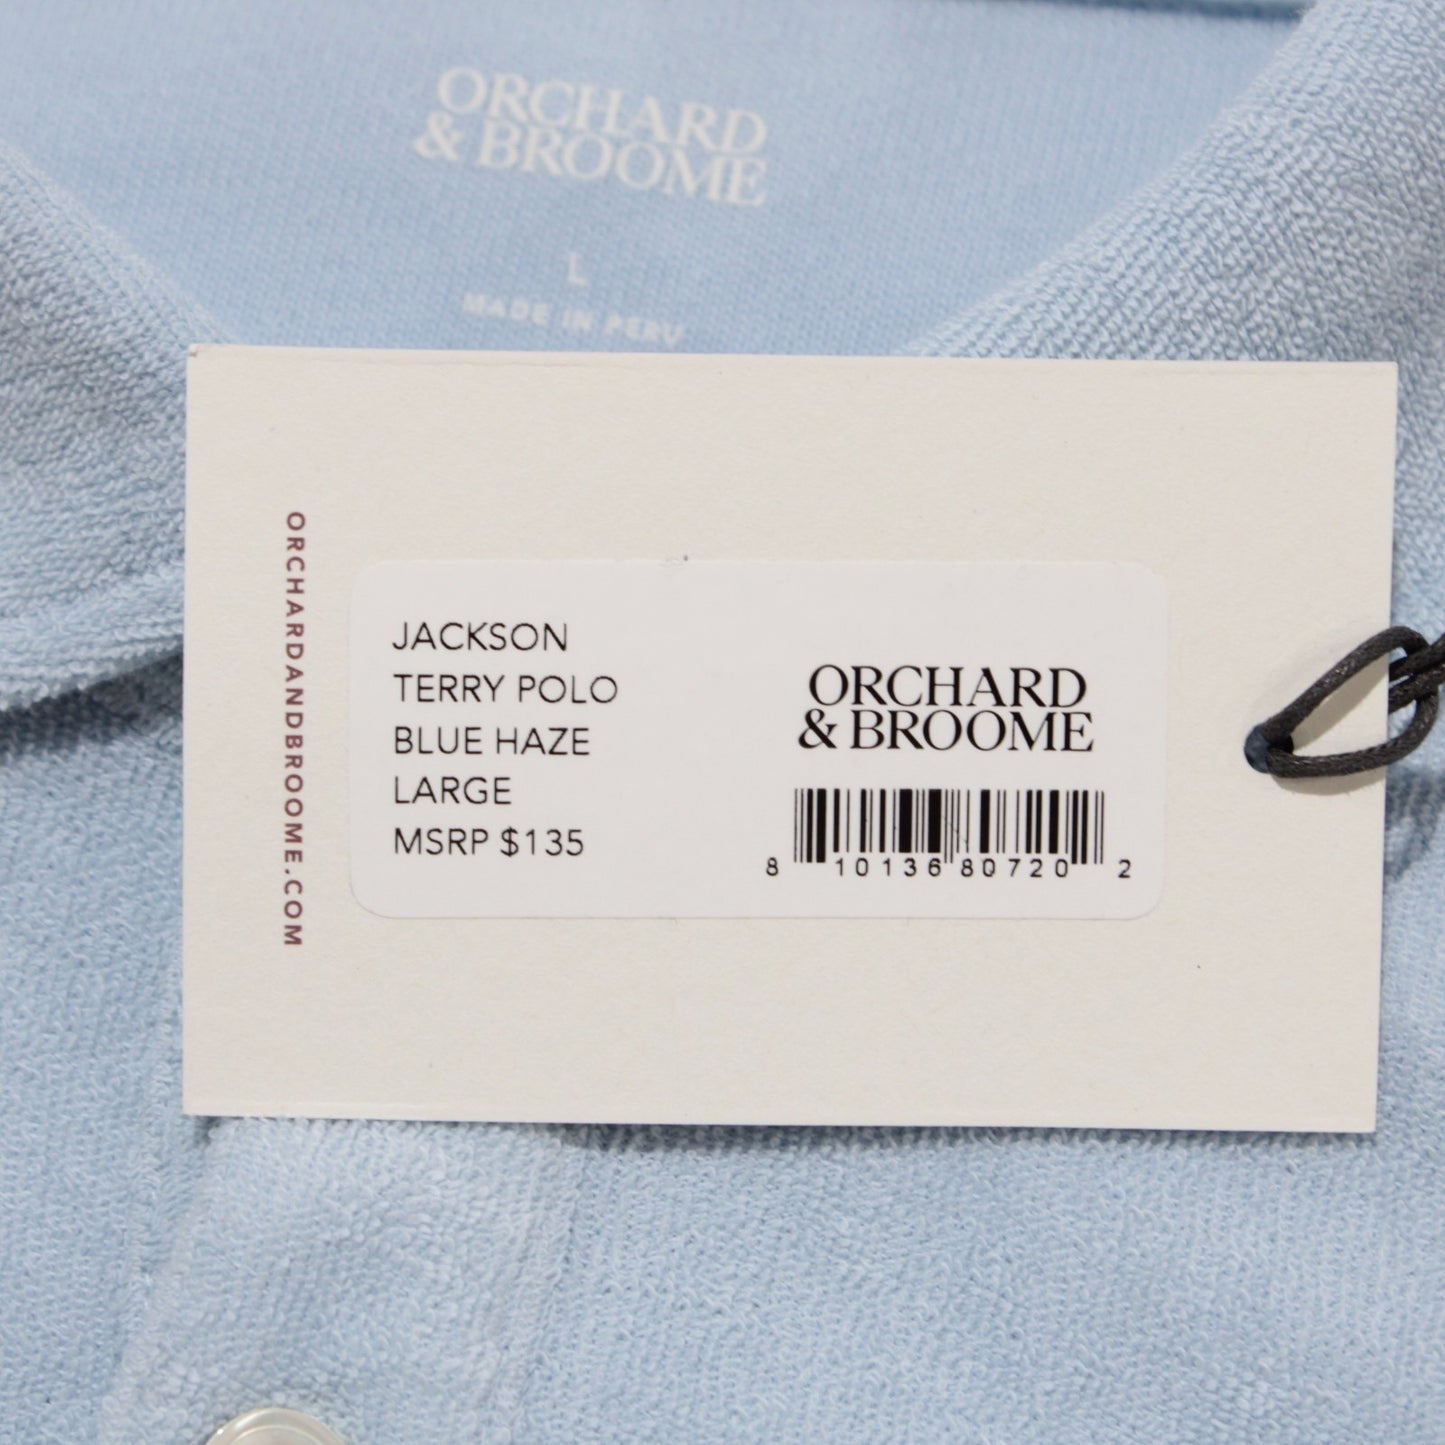 ORCHARD
& BROOME
L
MADE IN PERU
ORCHARDANDBROOME.COM
JACKSON
TERRY POLO
BLUE HAZE
LARGE
MSRP $135
ORCHARD
& BROOME
8 10136 80720 2